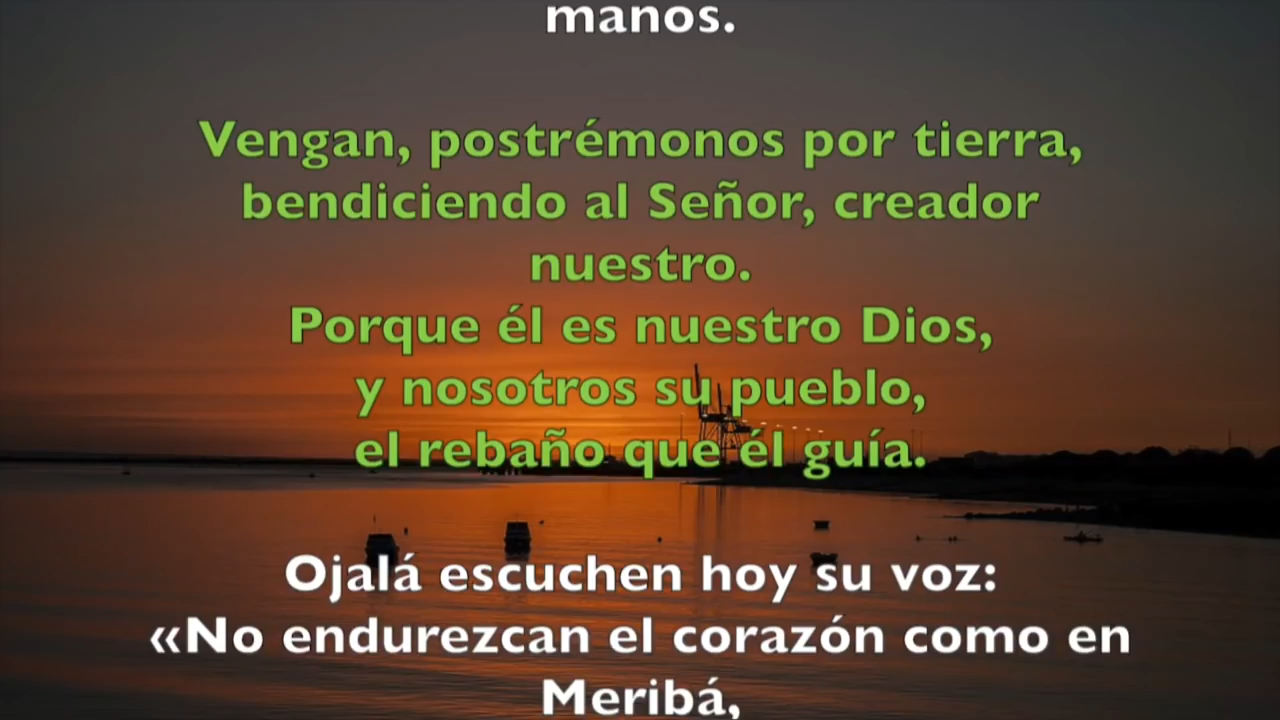 manos.
Vengan, postrémonos por tierra,
bendiciendo al Señor, creador
nuestro.
Porque él es nuestro Dios,
y nosotros su pueblo,
el rebaño que él guía.
Ojalá escuchen hoy su voz:
«No endurezcan el corazón como en
Meribá,